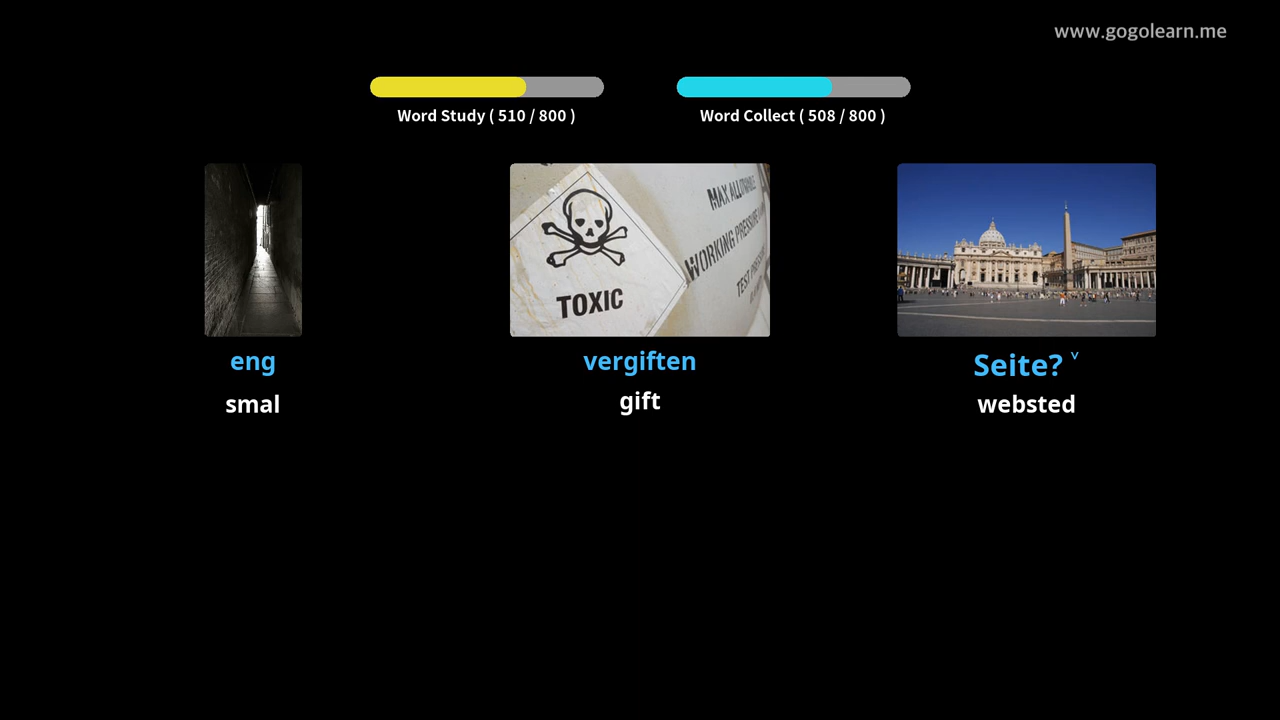 www.gogolearn.me
Word Study ( 510 / 800 )
Word Collect ( 508 / 800 )
MAX ALLOWABLE
WORKING PRESSURE
TEST PRESSURE
TOXIC
eng
vergiften
Seite? v
smal
gift
websted